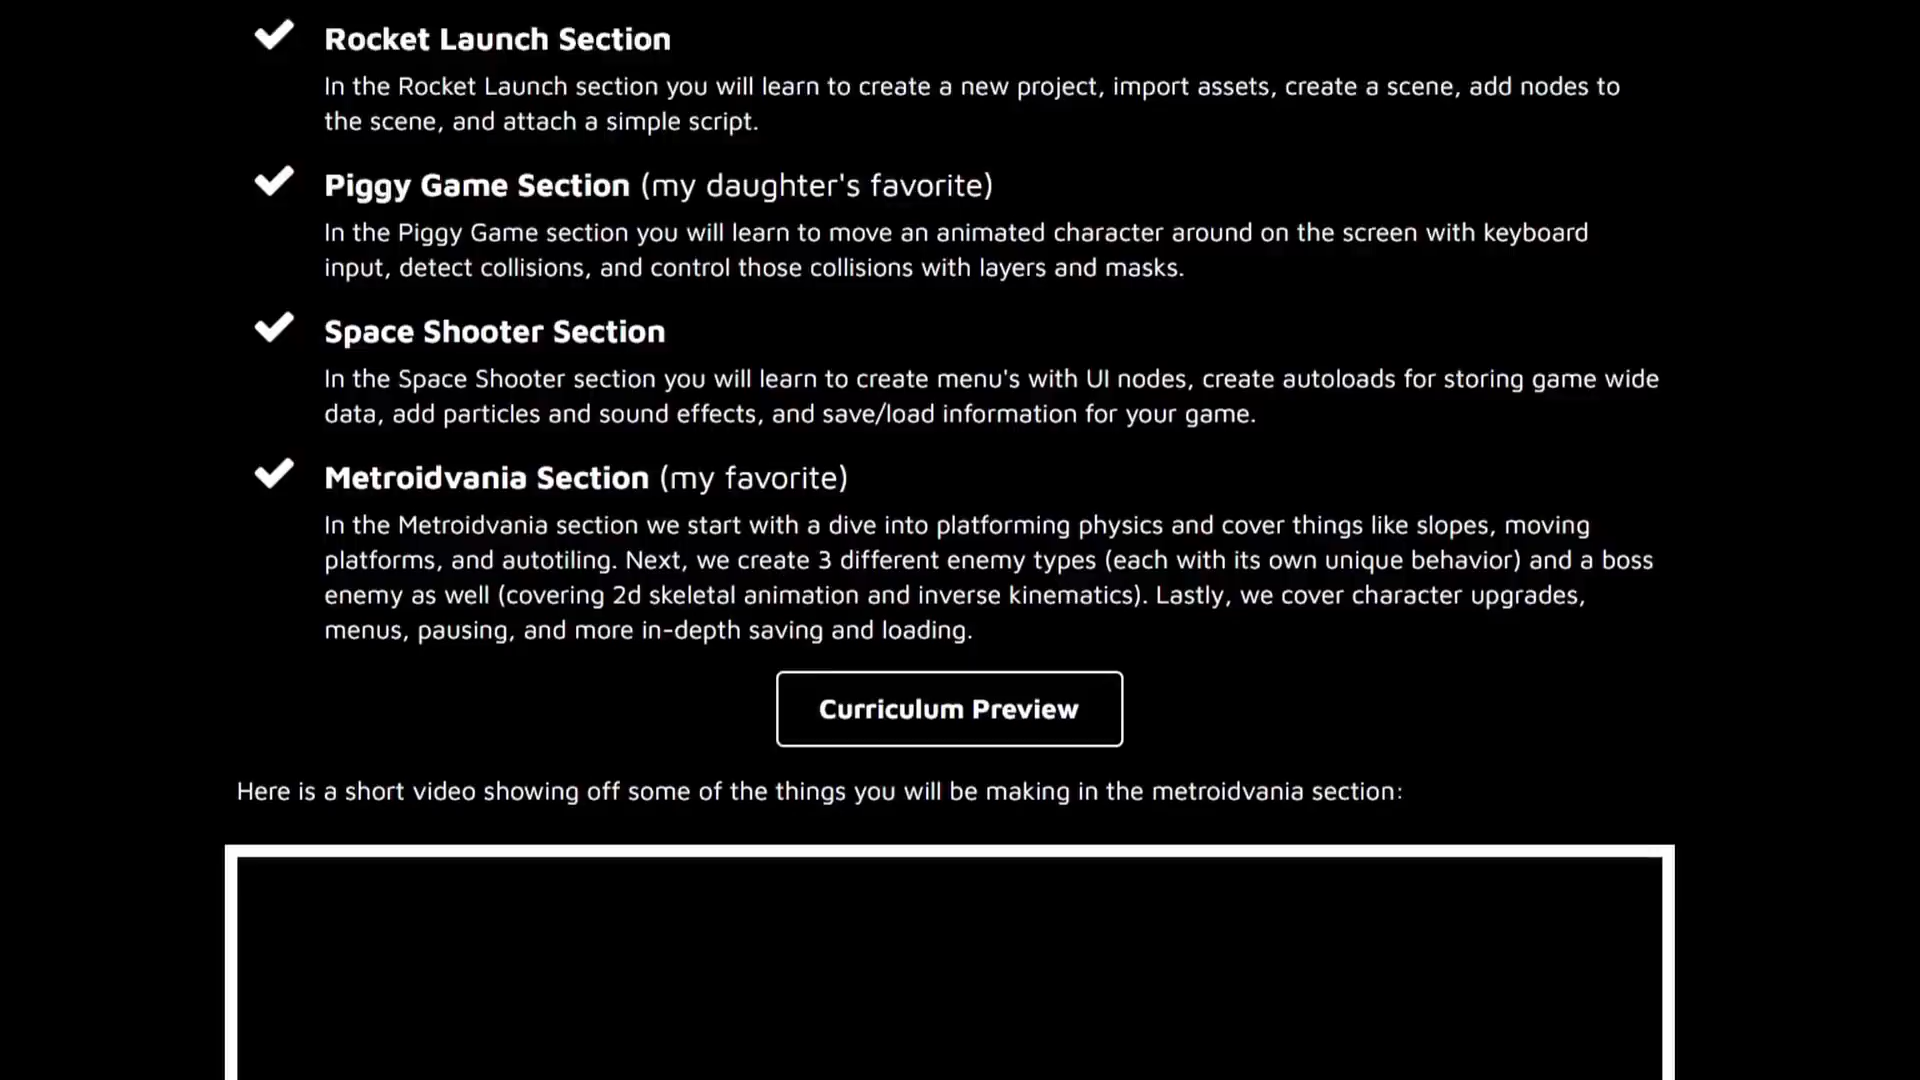 Rocket Launch Section
In the Rocket Launch section you will learn to create a new project, import assets, create a scene, add nodes to
the scene, and attach a simple script.
Piggy Game Section (my daughter's favorite)
In the Piggy Game section you will learn to move an animated character around on the screen with keyboard
input, detect collisions, and control those collisions with layers and masks.
Space Shooter Section
In the Space Shooter section you will learn to create menu's with UI nodes, create autoloads for storing game wide
data, add particles and sound effects, and save/load information for your game.
Metroidvania Section (my favorite)
In the Metroidvania section we start with a dive into platforming physics and cover things like slopes, moving
platforms, and autotiling. Next, we create 3 different enemy types (each with its own unique behavior) and a boss
enemy as well (covering 2d skeletal animation and inverse kinematics). Lastly, we cover character upgrades,
menus, pausing, and more in-depth saving and loading.
Curriculum Preview
Here is a short video showing off some of the things you will be making in the metroidvania section: